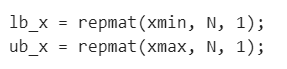 lb_x = repmat(xmin, N, 1);
ub_x = repmat(xmax, N, 1);